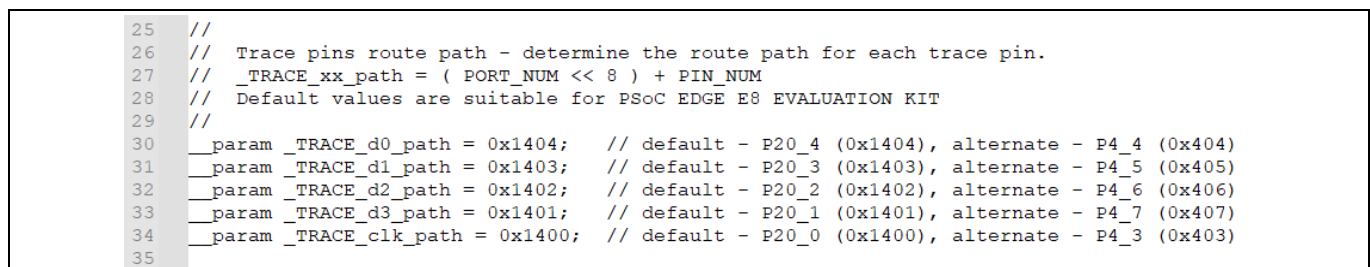 25 //
26 // Trace pins route path - determine the route path for each trace pin.
27 // _TRACE_xx_path = ( PORT_NUM << 8 ) + PIN_NUM
28 // Default values are suitable for PSoC EDGE E8 EVALUATION KIT
29 //
30 __param _TRACE_d0_path = 0x1404; // default - P20_4 (0x1404), alternate - P4_4 (0x404)
31 __param _TRACE_d1_path = 0x1403; // default - P20_3 (0x1403), alternate - P4_5 (0x405)
32 __param _TRACE_d2_path = 0x1402; // default - P20_2 (0x1402), alternate - P4_6 (0x406)
33 __param _TRACE_d3_path = 0x1401; // default - P20_1 (0x1401), alternate - P4_7 (0x407)
34 __param _TRACE_clk_path = 0x1400; // default - P20_0 (0x1400), alternate - P4_3 (0x403)
35